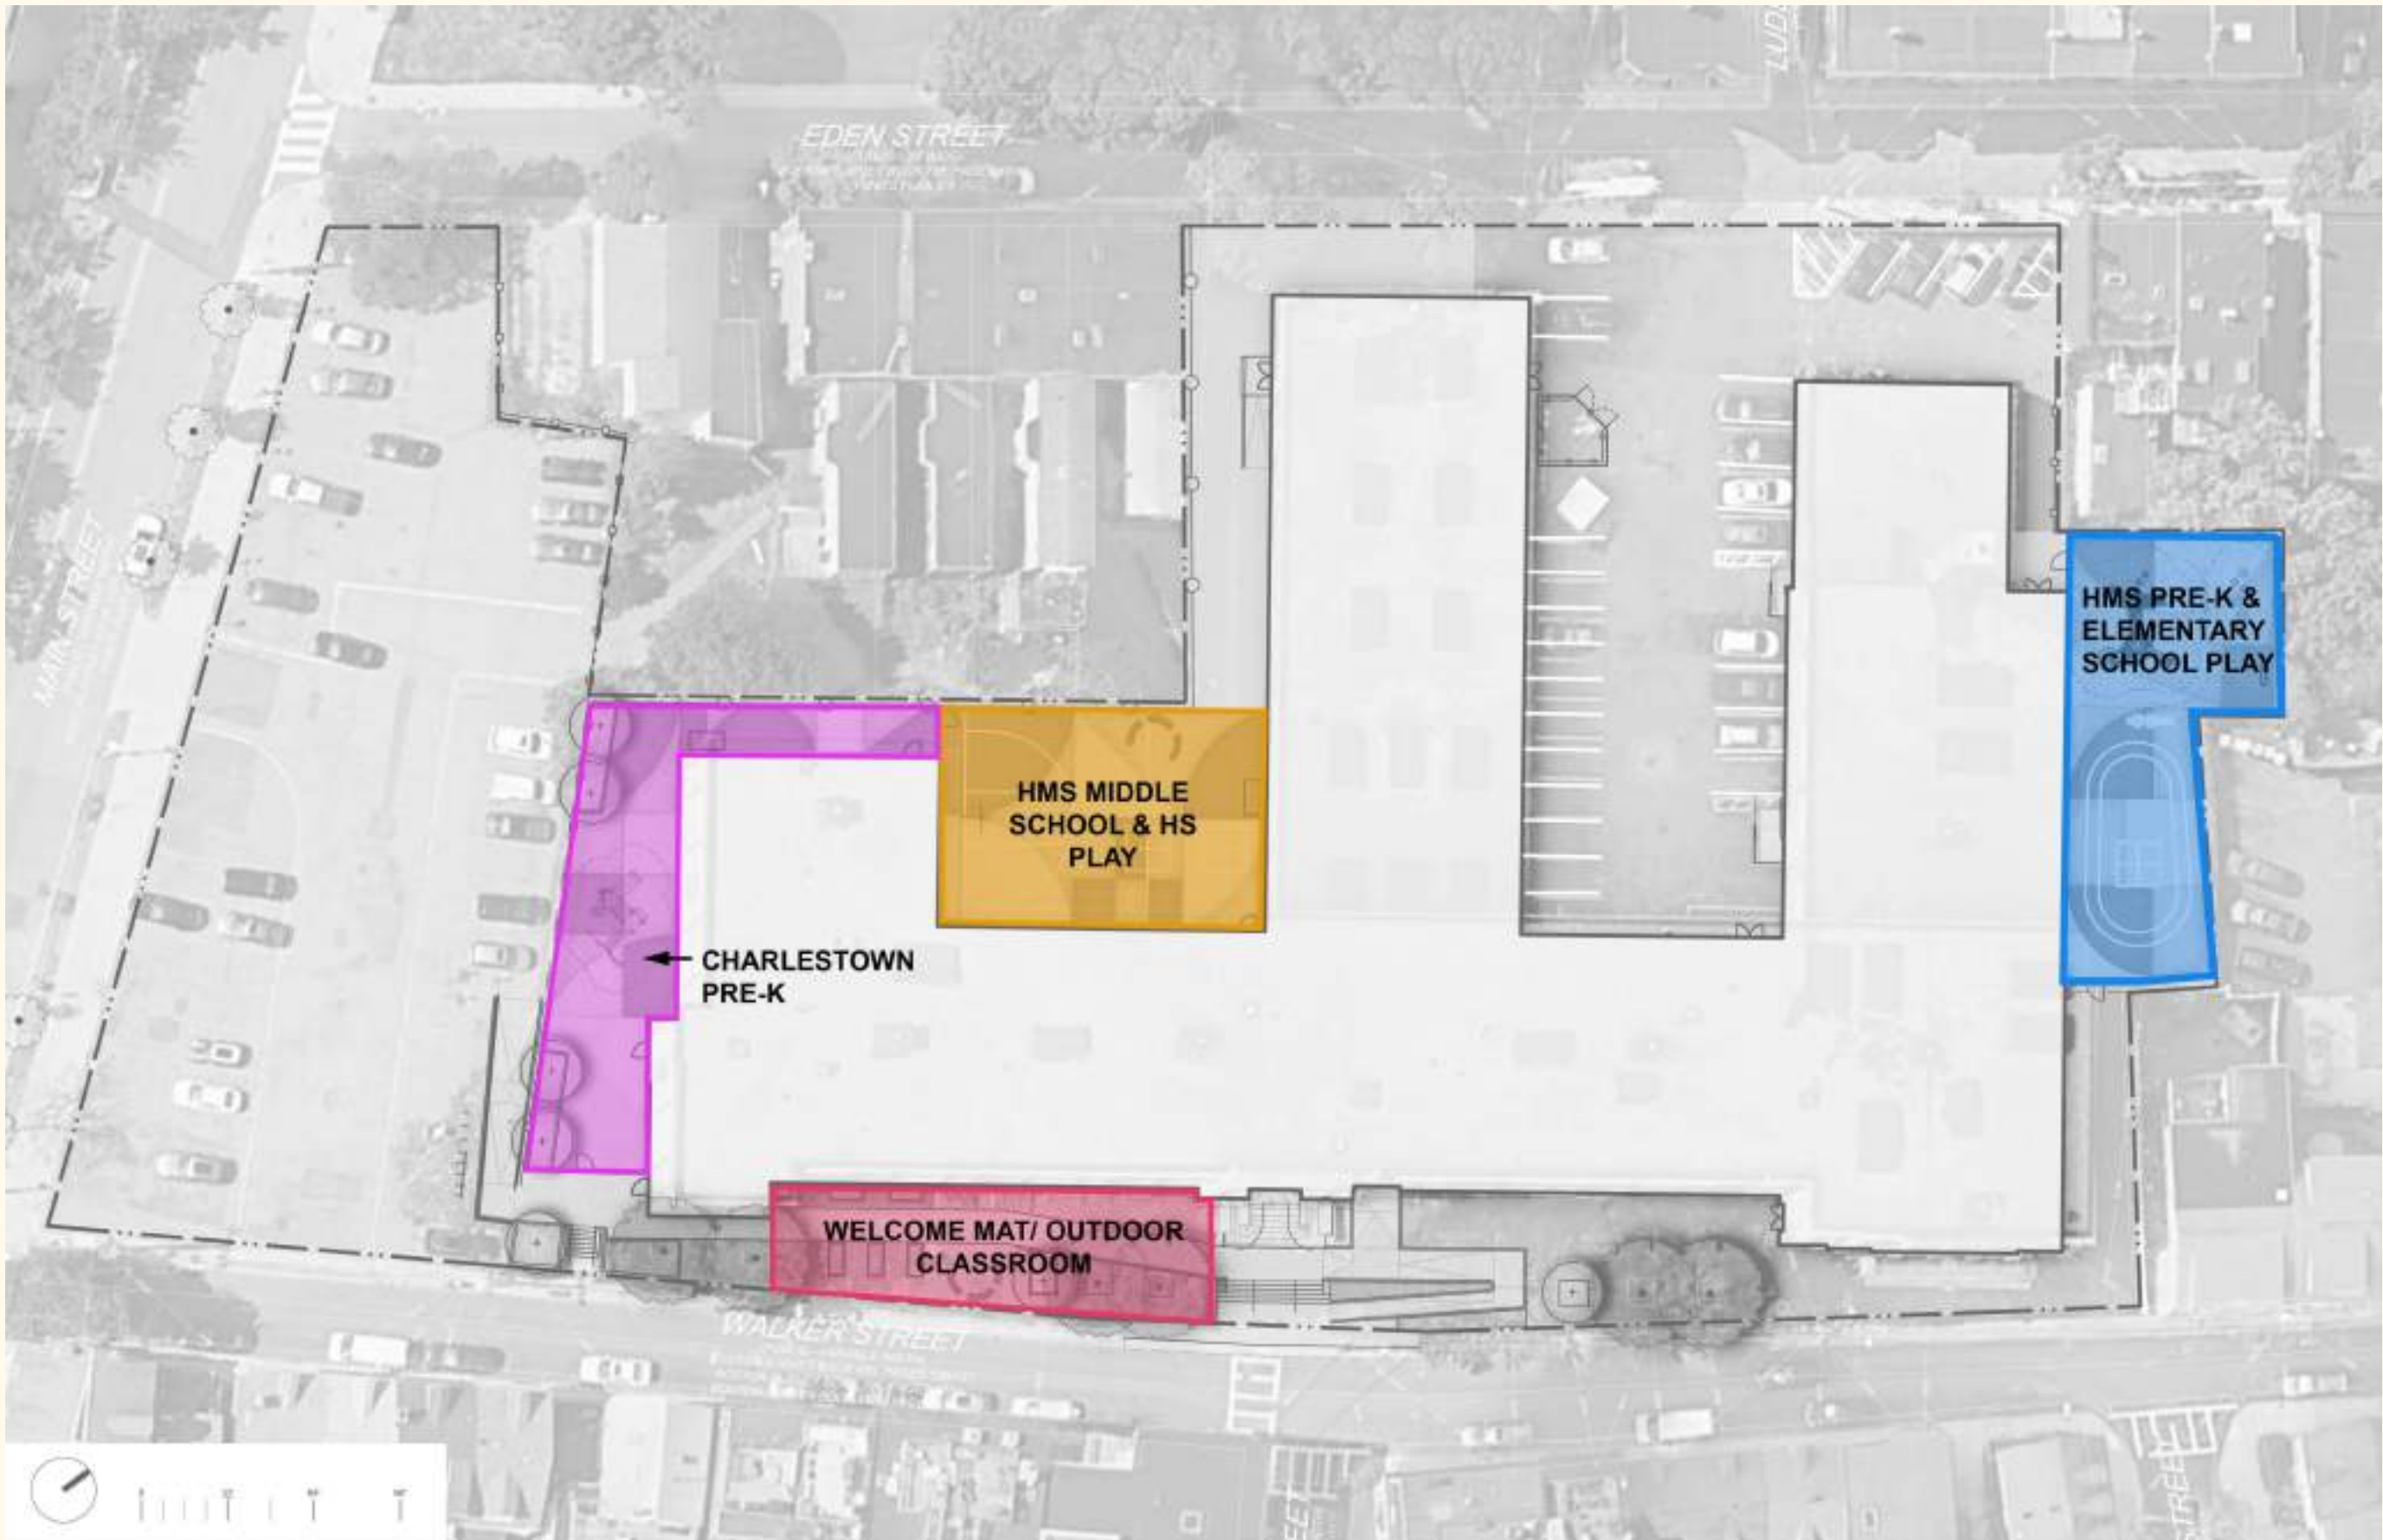 EDEN STREET
MAIN STREET
HMS PRE-K &
ELEMENTARY
SCHOOL PLAY
HMS MIDDLE
SCHOOL & HS
PLAY
CHARLESTOWN
PRE-K
WELCOME MAT/ OUTDOOR
CLASSROOM
WALKER STREET
STREET